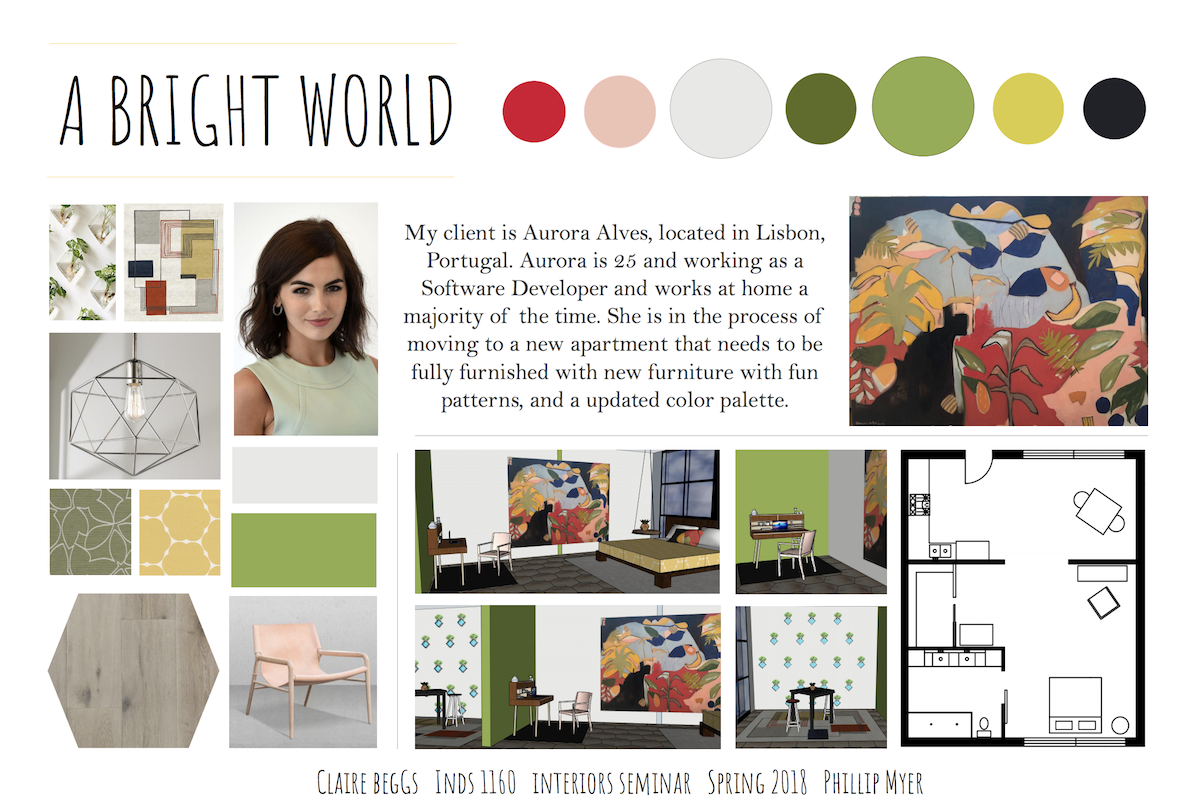 A BRIGHT WORLD
My client is Aurora Alves, located in Lisbon,
Portugal. Aurora is 25 and working as a
Software Developer and works at home a
majority of the time. She is in the process of
moving to a new apartment that needs to be
fully furnished with new furniture with fun
patterns, and a updated color palette.
Claire beggs Inds 1160 interiors seminar Spring 2018 Phillip Myer